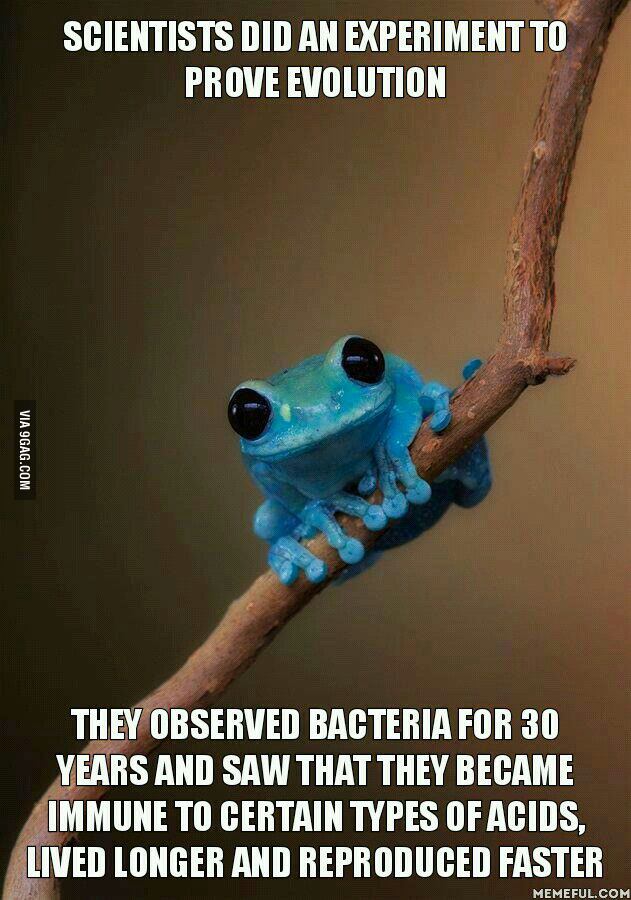 SCIENTISTS DID AN EXPERIMENT TO
PROVE EVOLUTION
VIA 9GAG.COM
THEY OBSERVED BACTERIA FOR 30
YEARS AND SAW THAT THEY BECAME
IMMUNE TO CERTAIN TYPES OF ACIDS,
LIVED LONGER AND REPRODUCED FASTER
MEMEFUL.COM